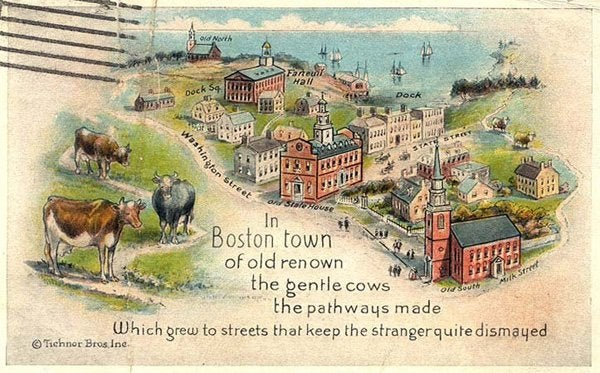 Old North
Faneuil
Hall
Dock Sq.
Dock
Washington Street
STATE STREET
Old State House
Old South
Milk Street
In
Boston town
of old renown
the gentle cows
the pathways made
Which grew to streets that keep the stranger quite dismayed
© Tichnor Bros. Inc.